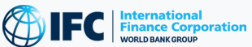 IFC
International
Finance Corporation
WORLD BANK GROUP